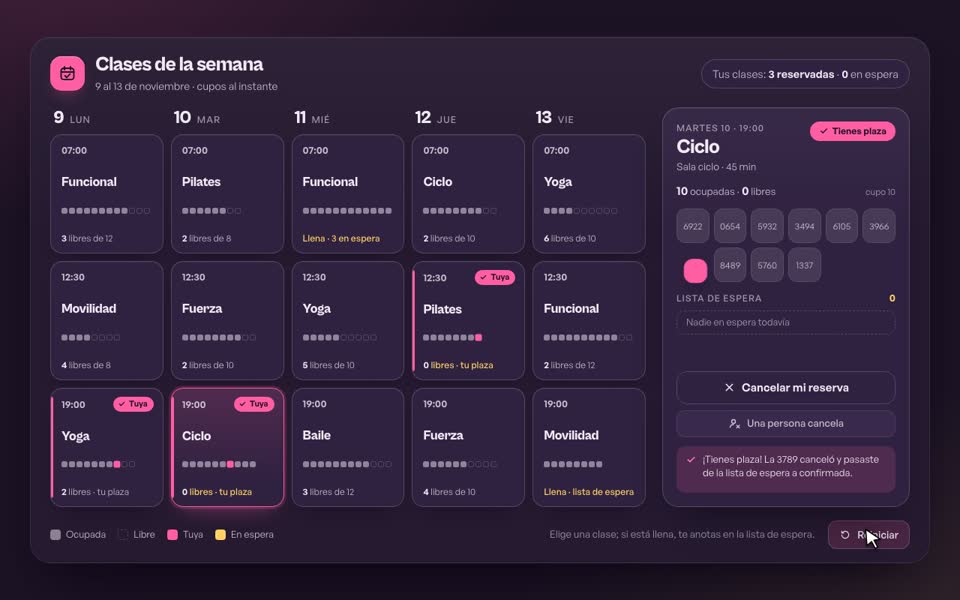 Clases de la semana
9 al 13 de noviembre · cupos al instante
Tus clases: 3 reservadas · 0 en espera
9 LUN
10 MAR
11 MIÉ
12 JUE
13 VIE
07:00
Funcional
3 libres de 12
07:00
Pilates
2 libres de 8
07:00
Funcional
Llena · 3 en espera
07:00
Ciclo
2 libres de 10
07:00
Yoga
6 libres de 10
12:30
Movilidad
4 libres de 8
12:30
Fuerza
2 libres de 10
12:30
Yoga
5 libres de 10
12:30
Tuya
Pilates
0 libres · tu plaza
12:30
Funcional
2 libres de 12
19:00
Tuya
Yoga
2 libres · tu plaza
19:00
Tuya
Ciclo
0 libres · tu plaza
19:00
Baile
3 libres de 12
19:00
Fuerza
4 libres de 10
19:00
Movilidad
Llena · lista de espera
MARTES 10 · 19:00
Tienes plaza
Ciclo
Sala ciclo · 45 min
10 ocupadas · 0 libres
cupo 10
6922 0654 5932 3494 6105 3966
8489 5760 1337
LISTA DE ESPERA 0
Nadie en espera todavía
Cancelar mi reserva
Una persona cancela
¡Tienes plaza! La 3789 canceló y pasaste
de la lista de espera a confirmada.
Ocupada
Libre
Tuya
En espera
Elige una clase; si está llena, te anotas en la lista de espera.